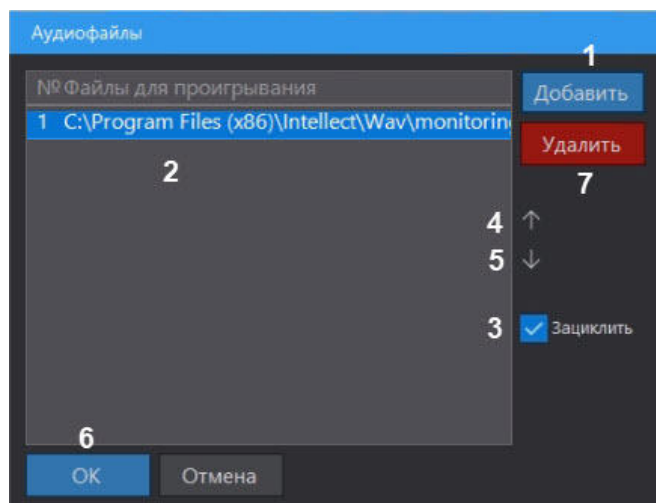 Аудиофайлы
1
№ Файлы для проигрывания
Добавить
1 C:\Program Files (x86)\Intellect\Wav\monitoring
Удалить
2
7
4 ↑
5 ↓
3 Зациклить
6
OK Отмена